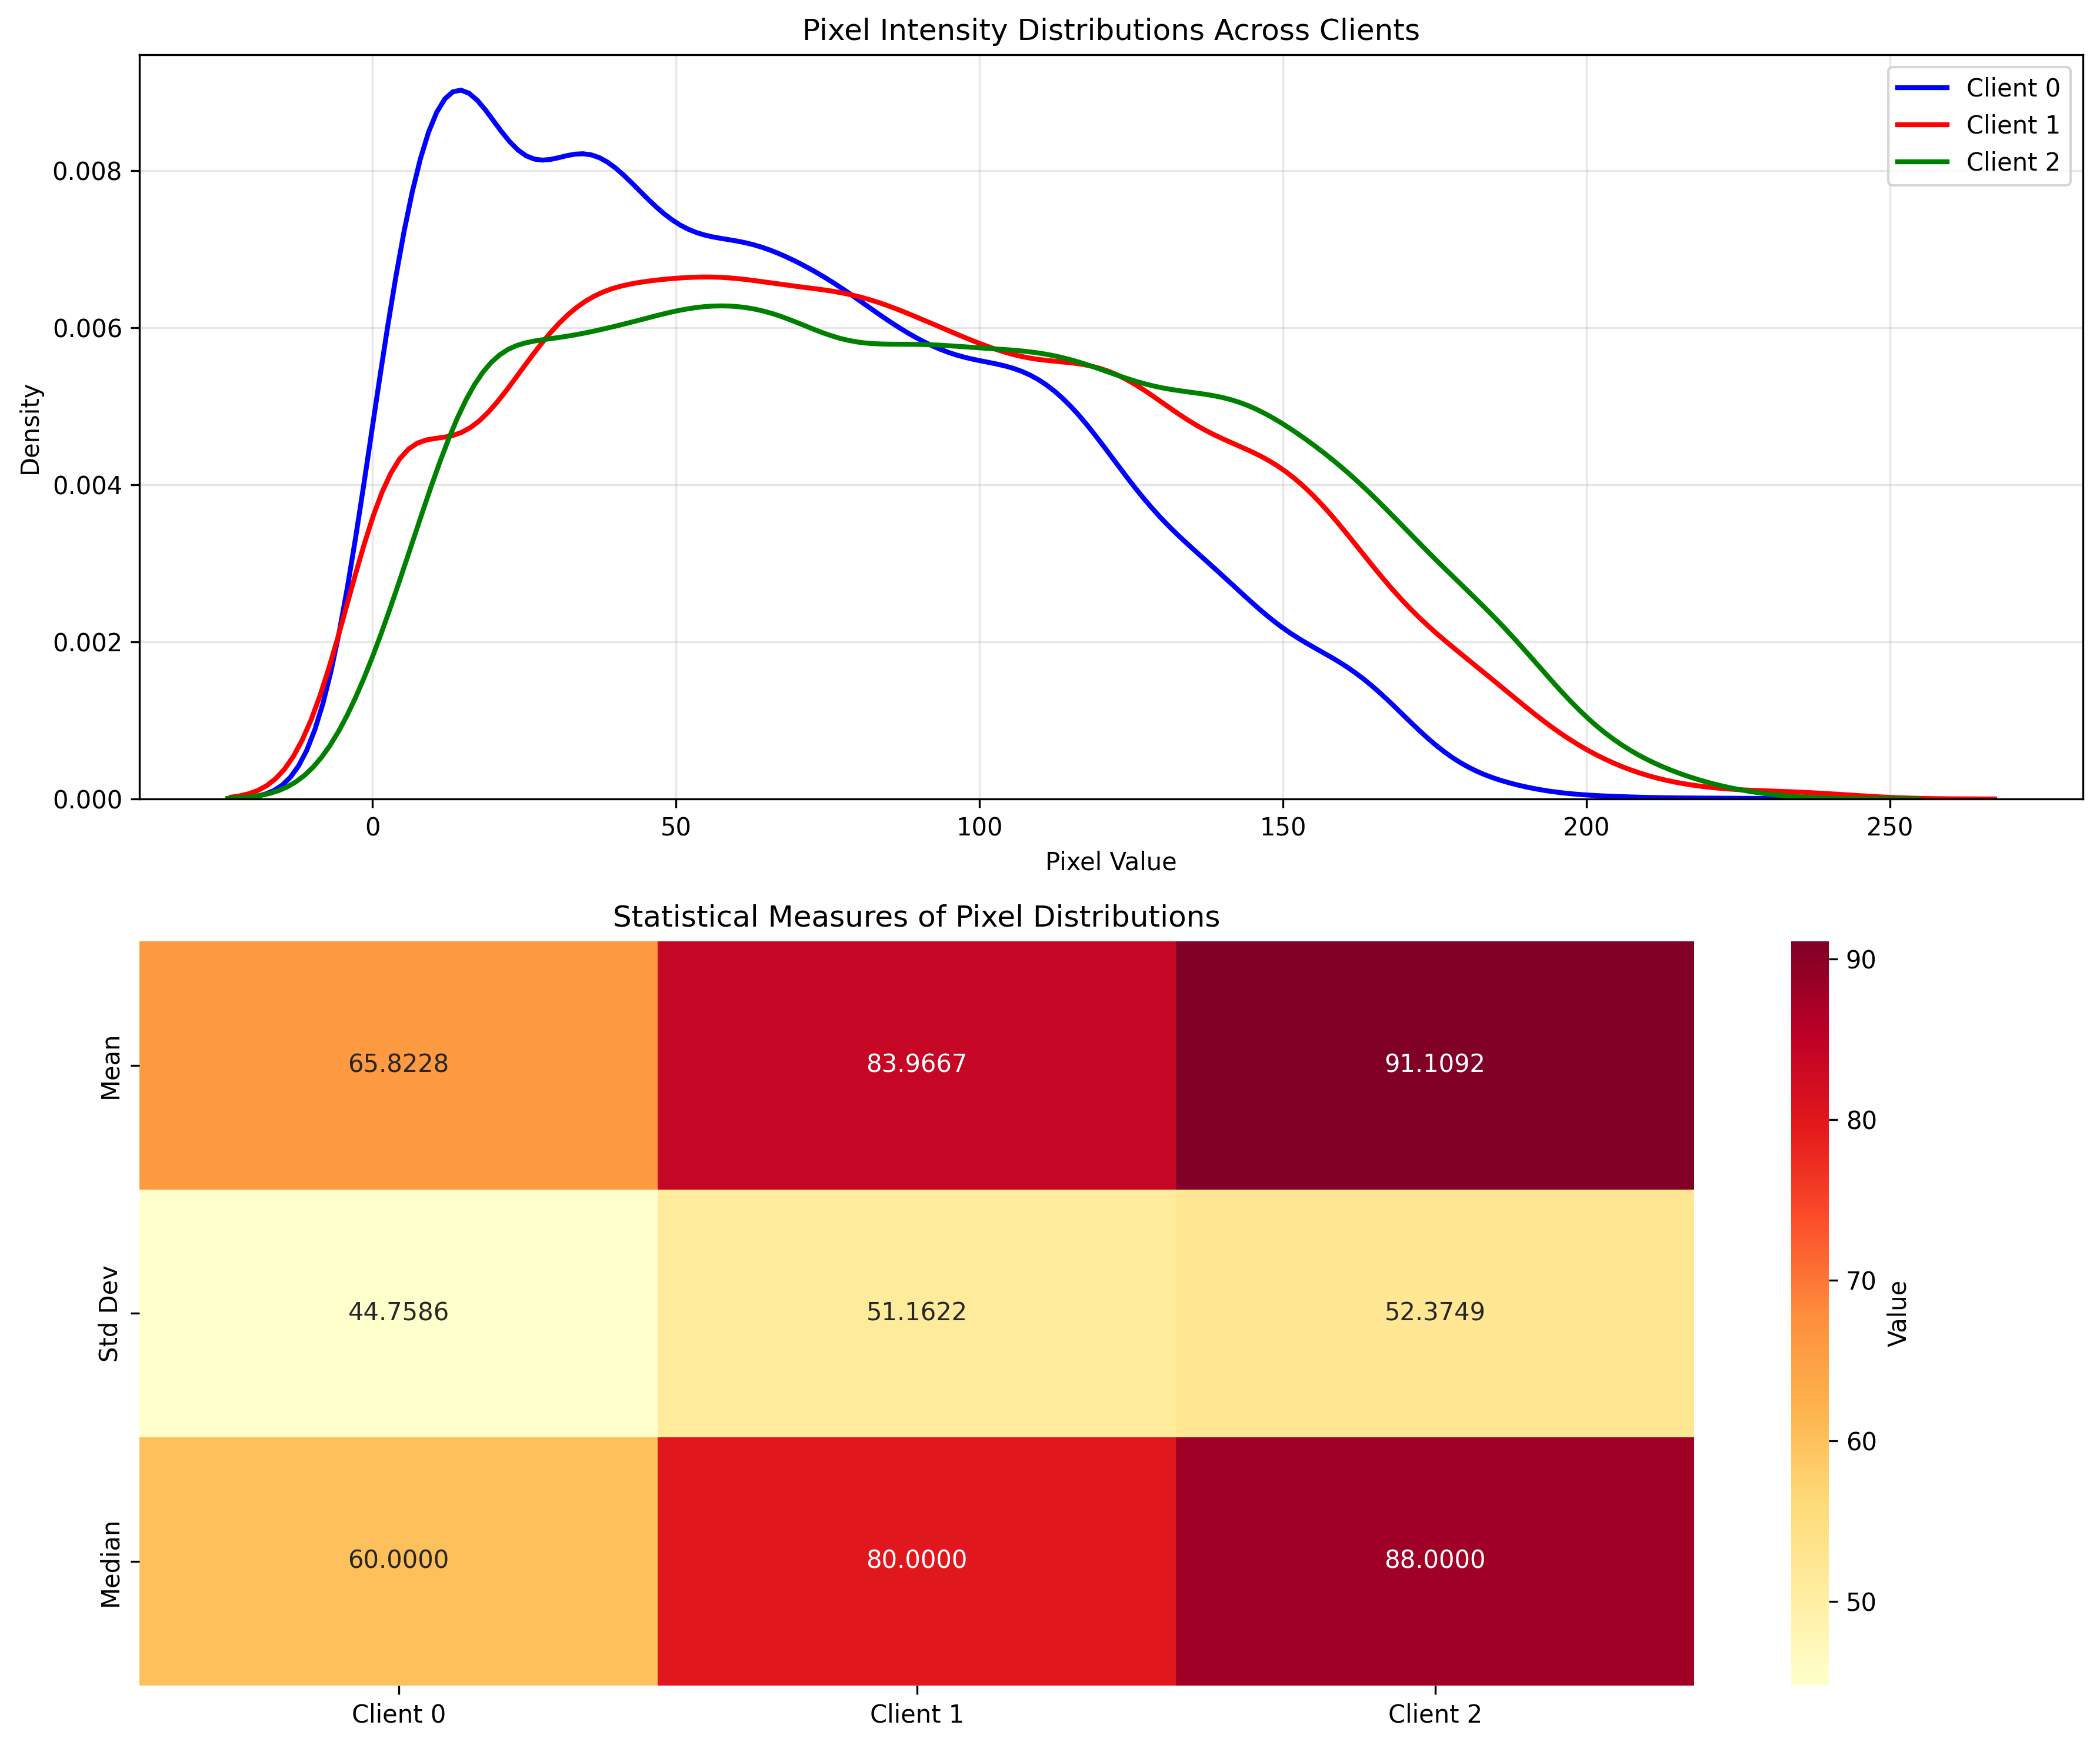 Pixel Intensity Distributions Across Clients
Client 0
Client 1
Client 2
0.008
0.006
0.004
0.002
0.000
Density
0 50 100 150 200 250
Pixel Value
Statistical Measures of Pixel Distributions
Mean
65.8228 83.9667 91.1092
Std Dev
44.7586 51.1622 52.3749
Median
60.0000 80.0000 88.0000
Client 0 Client 1 Client 2
90
80
70
60
50
Value